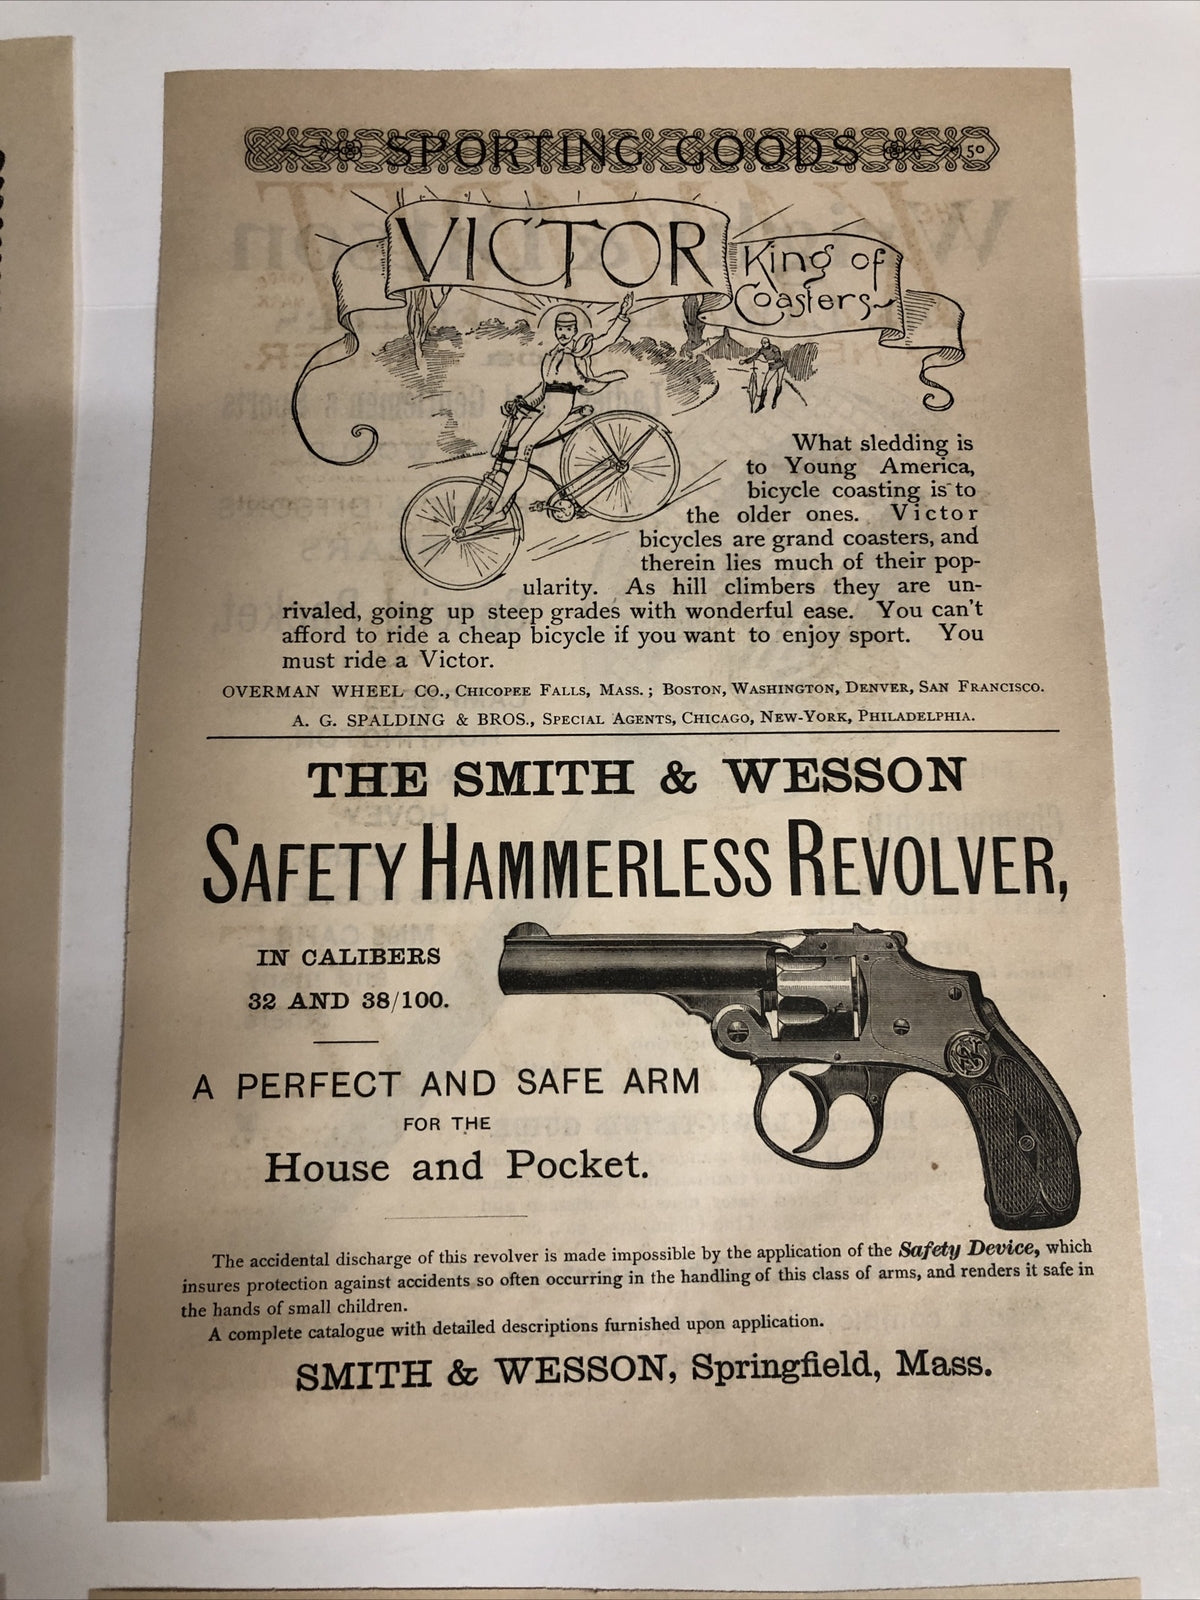 SPORTING GOODS
50
VICTOR
King of
Coasters
What sledding is
to Young America,
bicycle coasting is to
the older ones. Victor
bicycles are grand coasters, and
therein lies much of their pop-
ularity. As hill climbers they are un-
rivaled, going up steep grades with wonderful ease. You can't
afford to ride a cheap bicycle if you want to enjoy sport. You
must ride a Victor.
OVERMAN WHEEL CO., CHICOPEE FALLS, MASS.; BOSTON, WASHINGTON, DENVER, SAN FRANCISCO.
A. G. SPALDING & BROS., SPECIAL AGENTS, CHICAGO, NEW-YORK, PHILADELPHIA.
THE SMITH & WESSON
SAFETY HAMMERLESS REVOLVER,
IN CALIBERS
32 AND 38/100.
A PERFECT AND SAFE ARM
FOR THE
House and Pocket.
The accidental discharge of this revolver is made impossible by the application of the Safety Device, which
insures protection against accidents so often occurring in the handling of this class of arms, and renders it safe in
the hands of small children.
A complete catalogue with detailed descriptions furnished upon application.
SMITH & WESSON, Springfield, Mass.